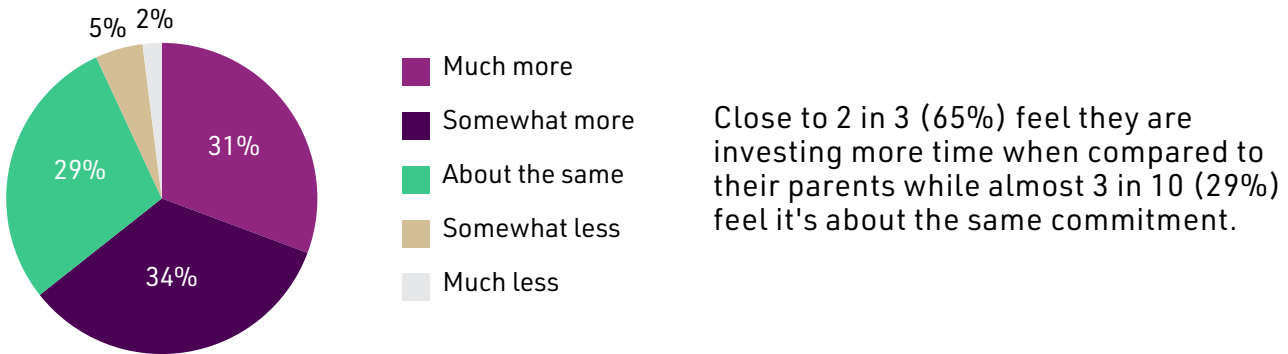 5% 2%
31%
29%
34%
Much more
Somewhat more
About the same
Somewhat less
Much less
Close to 2 in 3 (65%) feel they are
investing more time when compared to
their parents while almost 3 in 10 (29%)
feel it's about the same commitment.